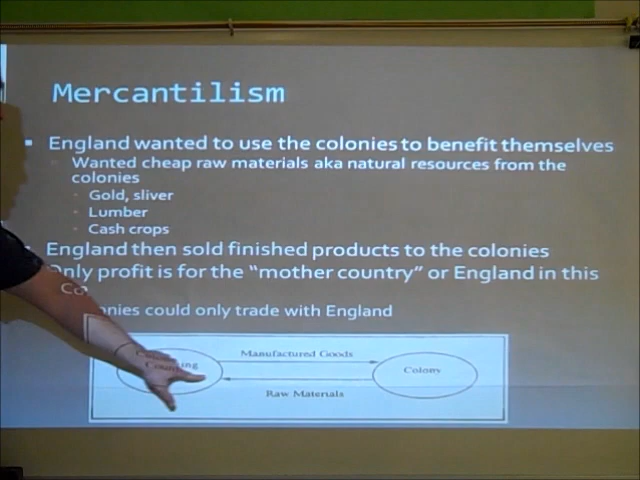 Mercantilism
England wanted to use the colonies to benefit themselves
Wanted cheap raw materials aka natural resources from the
colonies
Gold, sliver
Lumber
Cash crops
England then sold finished products to the colonies
Only profit is for the “mother country” or England in this
Colonies could only trade with England
Manufactured Goods
Colony
Raw Materials